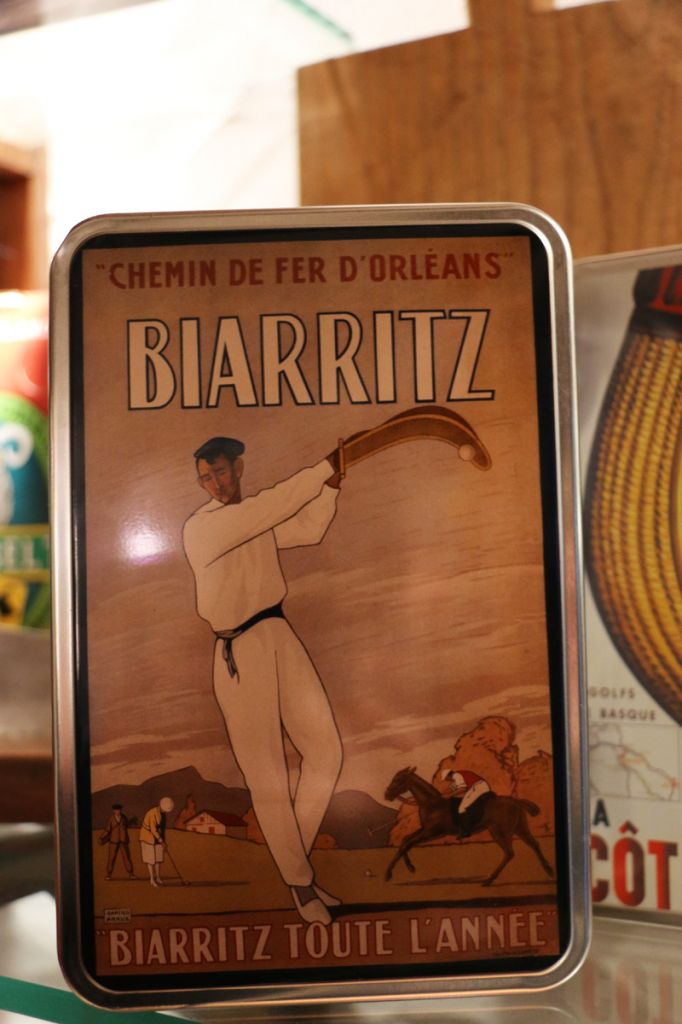 "CHEMIN DE FER D'ORLÉANS"
BIARRITZ
"BIARRITZ TOUTE L'ANNÉE"
GOLFS
BASQUE
A
CÔT